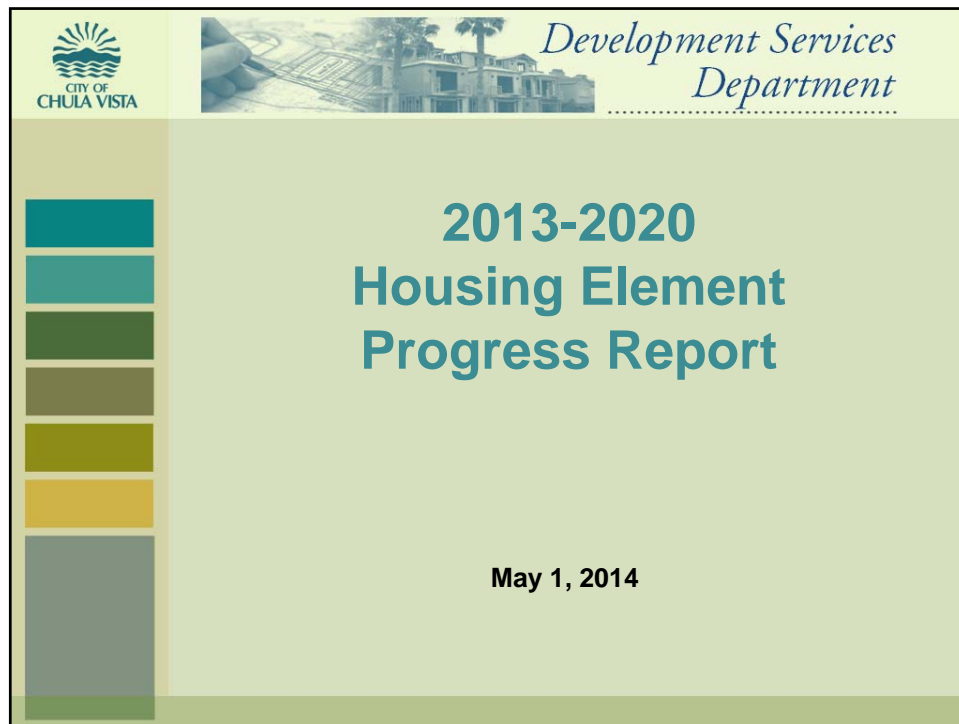 CITY OF
CHULA VISTA
Development Services
Department
2013-2020
Housing Element
Progress Report
May 1, 2014